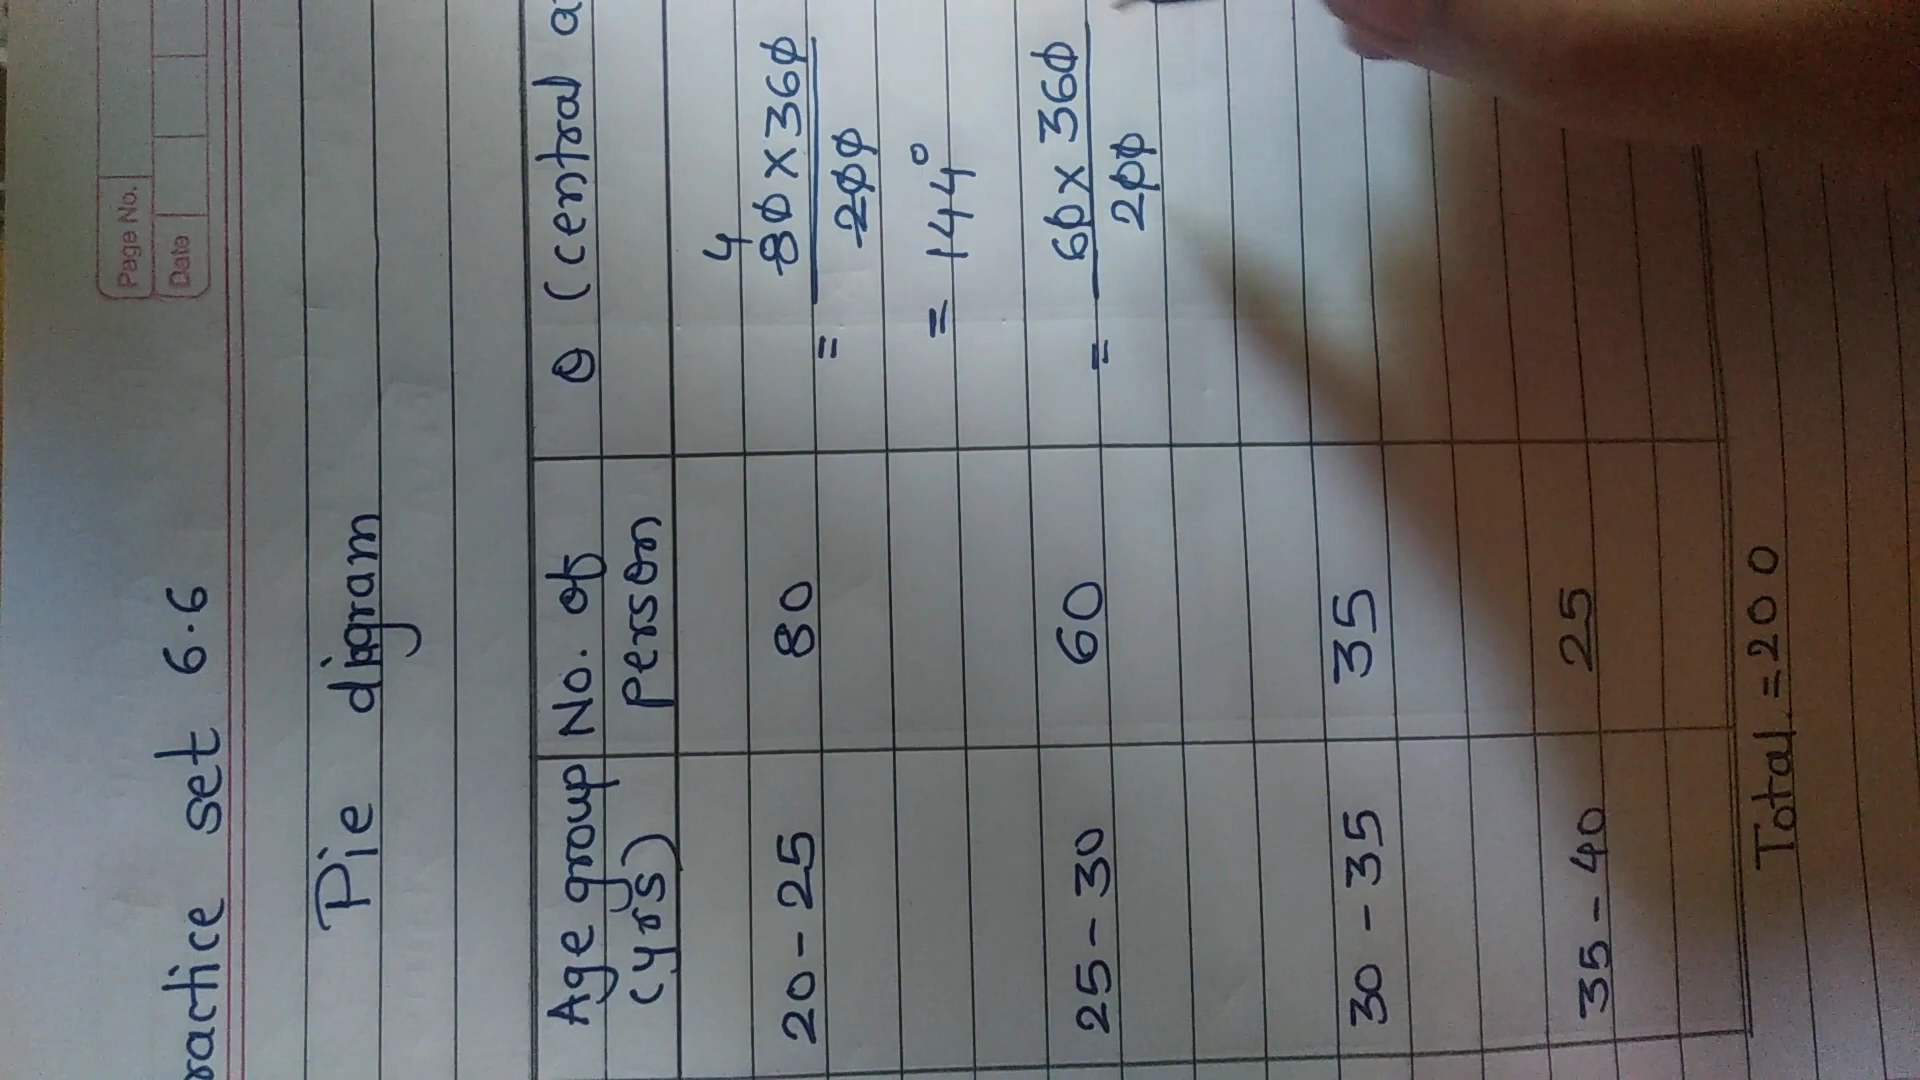 Page No.
Date
ractice set 6.6
Pie digram
Age group (yrs) No. of person θ (central a
20-25 80 = 80 x 360 / 200
4
= 144°
25-30 60 = 60 x 360 / 200
30-35 35
35-40 25
Total = 200